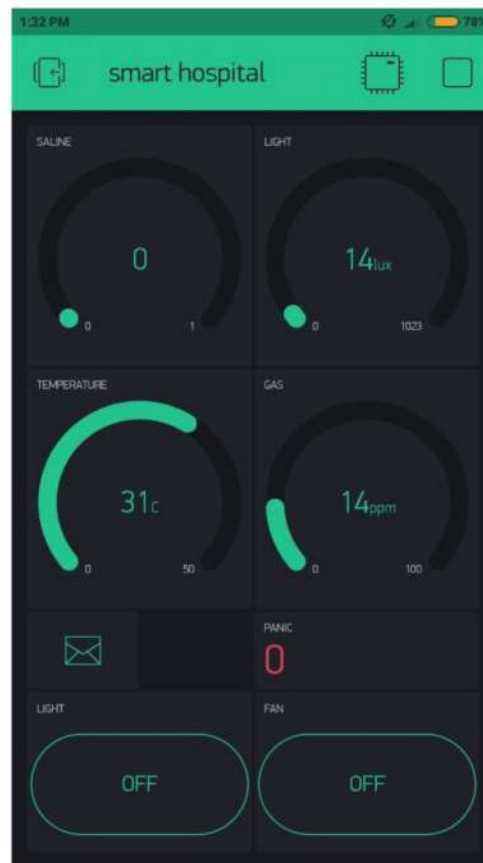 1:32 PM 78%
smart hospital
SALINE LIGHT
0 14lux
0 1 0 1023
TEMPERATURE GAS
31c 14ppm
0 50 0 100
PANIC
0
LIGHT FAN
OFF OFF